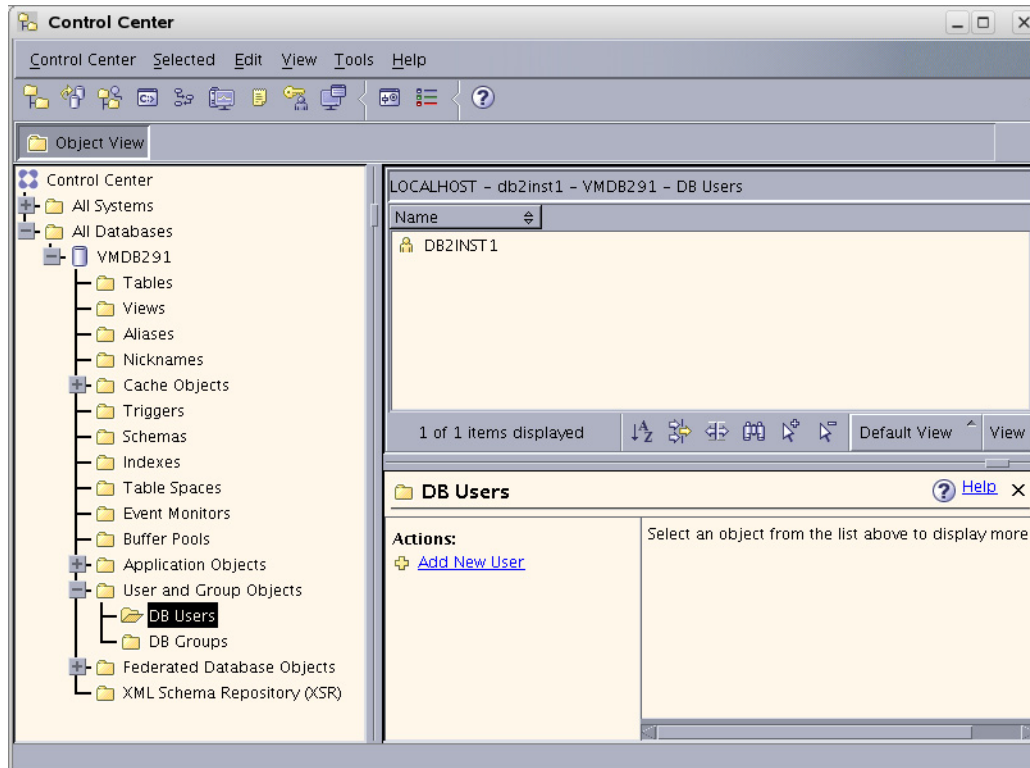 Control Center
Control Center Selected Edit View Tools Help
Object View
Control Center
All Systems
All Databases
VMDB291
Tables
Views
Aliases
Nicknames
Cache Objects
Triggers
Schemas
Indexes
Table Spaces
Event Monitors
Buffer Pools
Application Objects
User and Group Objects
DB Users
DB Groups
Federated Database Objects
XML Schema Repository (XSR)
LOCALHOST – db2inst1 – VMDB291 – DB Users
Name
DB2INST1
1 of 1 items displayed
Default View
View
DB Users
Help
Actions:
Add New User
Select an object from the list above to display more